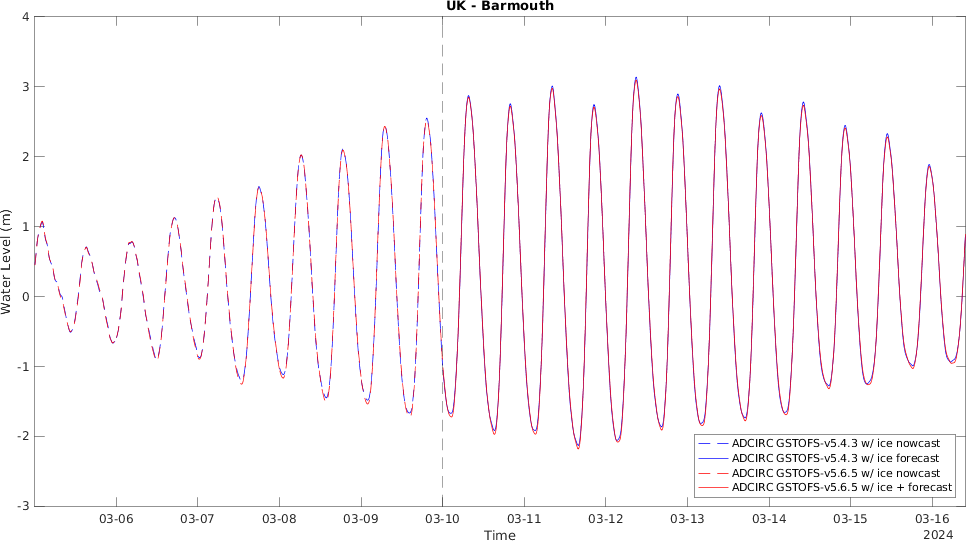 UK - Barmouth
4
3
2
1
0
-1
-2
-3
Water Level (m)
ADCIRC GSTOFS-v5.4.3 w/ ice nowcast
ADCIRC GSTOFS-v5.4.3 w/ ice forecast
ADCIRC GSTOFS-v5.6.5 w/ ice nowcast
ADCIRC GSTOFS-v5.6.5 w/ ice + forecast
03-06 03-07 03-08 03-09 03-10 03-11 03-12 03-13 03-14 03-15 03-16
Time 2024